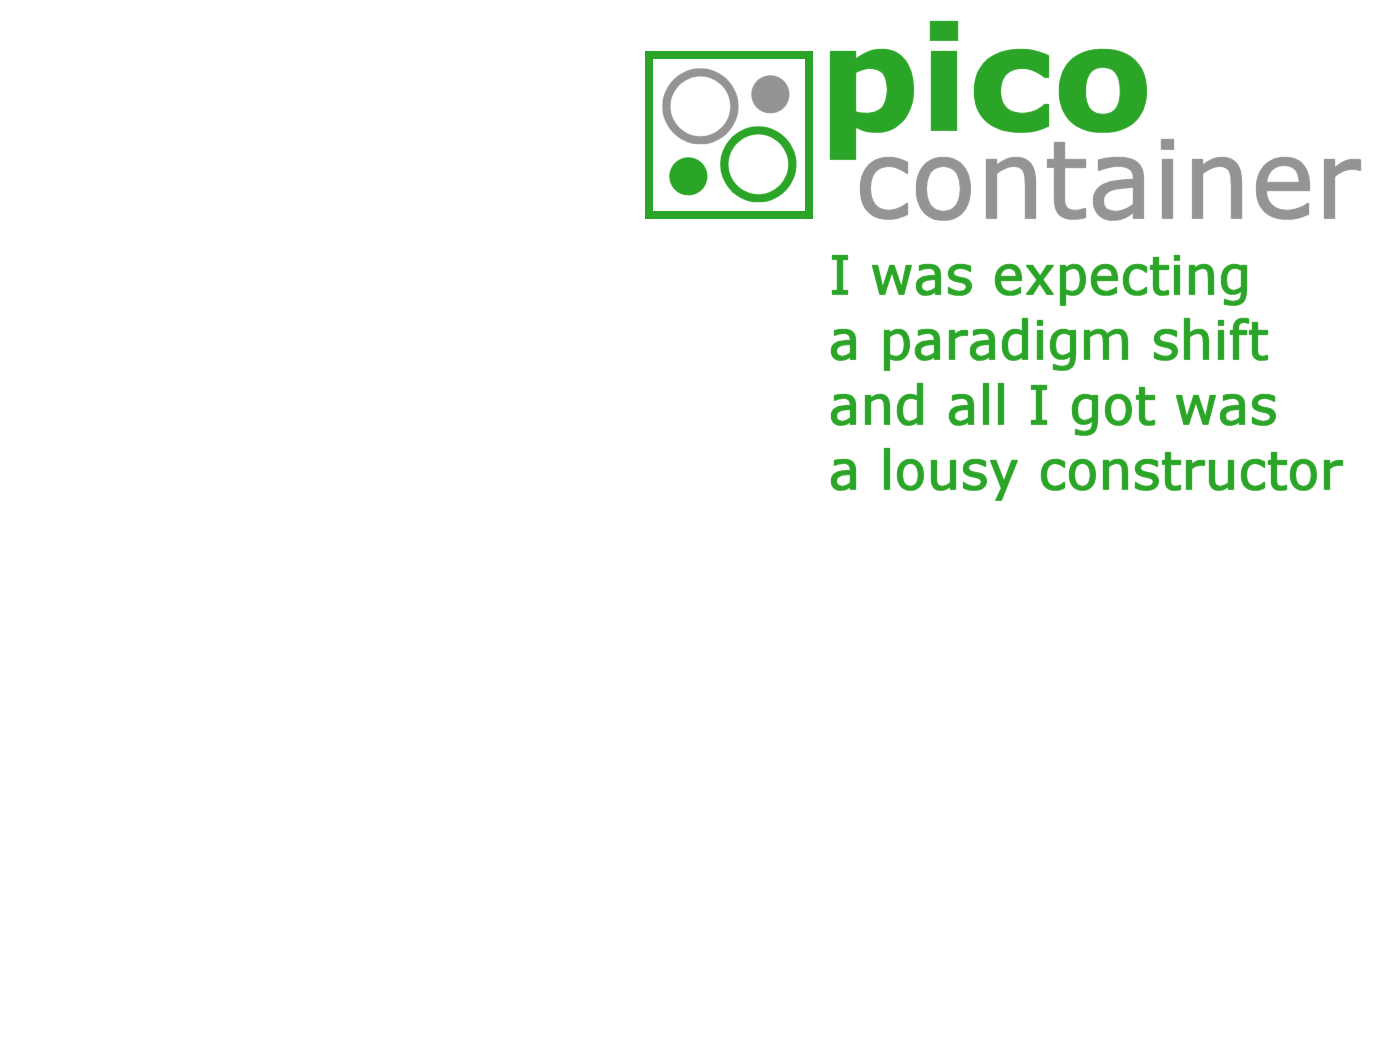 pico
container
I was expecting
a paradigm shift
and all I got was
a lousy constructor